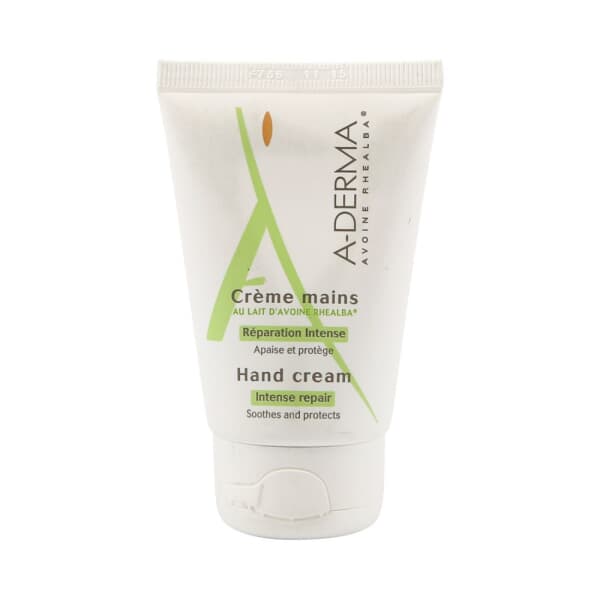 A-DERMA
AVOINE RHEALBA®
Crème mains
AU LAIT D'AVOINE RHEALBA®
Réparation Intense
Apaise et protège
Hand cream
Intense repair
Soothes and protects